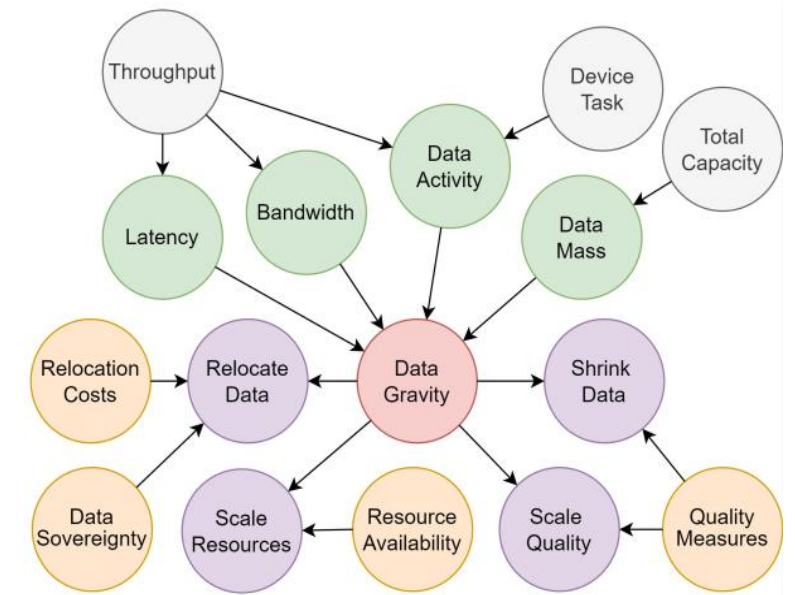 Throughput
Device
Task
Total
Capacity
Data
Activity
Bandwidth
Latency
Data
Mass
Relocation
Costs
Relocate
Data
Data
Gravity
Shrink
Data
Data
Sovereignty
Scale
Resources
Resource
Availability
Scale
Quality
Quality
Measures